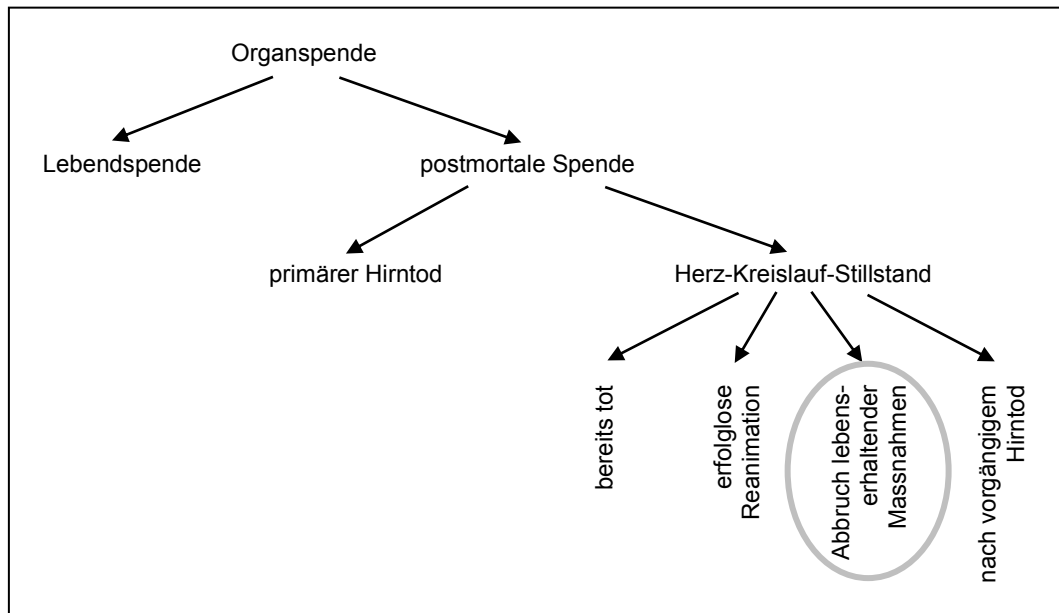 Organspende
Lebendspende
postmortale Spende
primärer Hirntod
Herz-Kreislauf-Stillstand
bereits tot
erfolglose
Reanimation
Abbruch lebens-
erhaltender
Massnahmen
nach vorgängigem
Hirntod